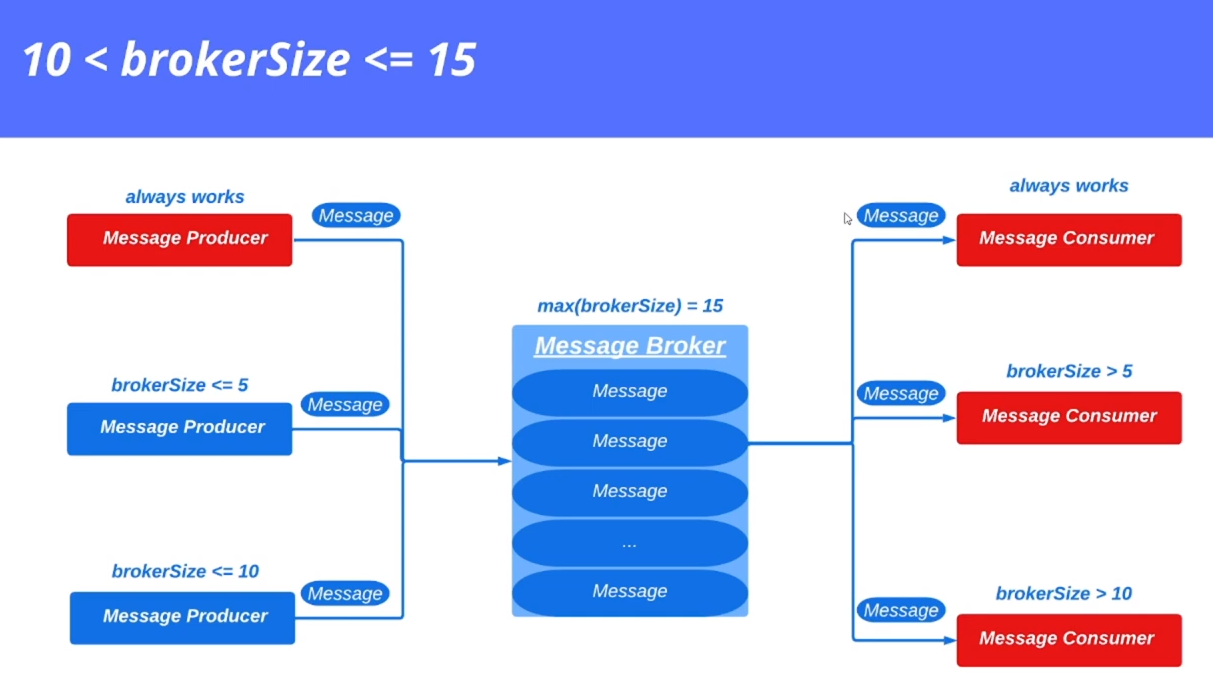 10 < brokerSize <= 15
always works
Message Producer
Message
brokerSize <= 5
Message Producer
Message
brokerSize <= 10
Message Producer
Message
max(brokerSize) = 15
Message Broker
Message
Message
Message
...
Message
always works
Message
Message Consumer
brokerSize > 5
Message
Message Consumer
brokerSize > 10
Message
Message Consumer